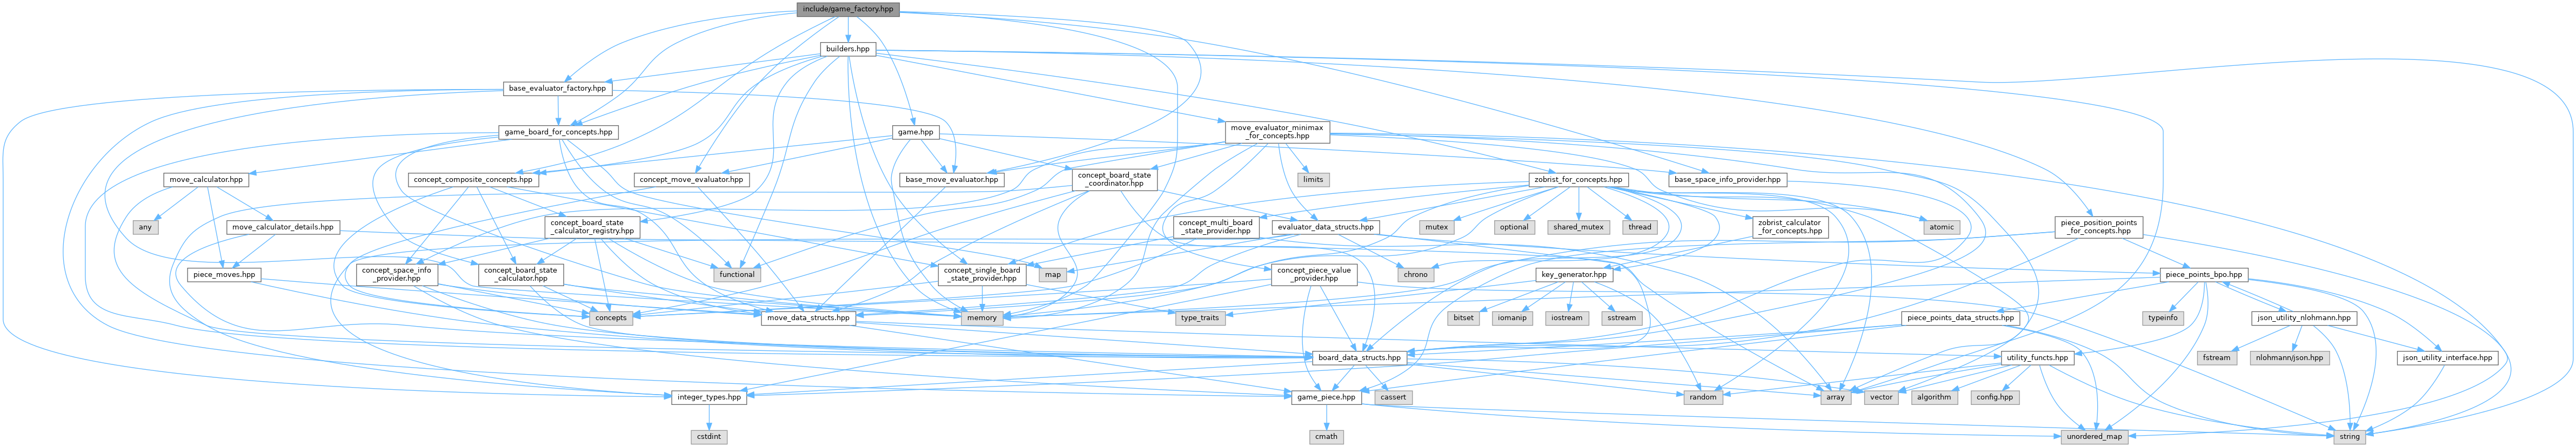 include/game_factory.hpp
builders.hpp
base_evaluator_factory.hpp
game_board_for_concepts.hpp
game.hpp
move_evaluator_minimax
_for_concepts.hpp
move_calculator.hpp
concept_composite_concepts.hpp
concept_move_evaluator.hpp
base_move_evaluator.hpp
concept_board_state
_coordinator.hpp
limits
zobrist_for_concepts.hpp
base_space_info_provider.hpp
any
move_calculator_details.hpp
concept_board_state
_calculator_registry.hpp
concept_multi_board
_state_provider.hpp
evaluator_data_structs.hpp
mutex
optional
shared_mutex
thread
zobrist_calculator
_for_concepts.hpp
atomic
piece_position_points
_for_concepts.hpp
piece_moves.hpp
concept_space_info
_provider.hpp
concept_board_state
_calculator.hpp
functional
concept_single_board
_state_provider.hpp
map
concept_piece_value
_provider.hpp
chrono
key_generator.hpp
piece_points_bpo.hpp
concepts
move_data_structs.hpp
memory
type_traits
bitset
iomanip
iostream
sstream
piece_points_data_structs.hpp
typeinfo
json_utility_nlohmann.hpp
board_data_structs.hpp
utility_functs.hpp
fstream
nlohmann/json.hpp
json_utility_interface.hpp
integer_types.hpp
game_piece.hpp
cassert
random
array
vector
algorithm
config.hpp
cstdint
cmath
unordered_map
string